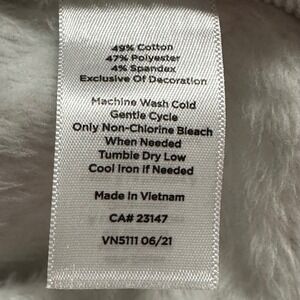 49% Cotton
47% Polyester
4% Spandex
Exclusive Of Decoration
Machine Wash Cold
Gentle Cycle
Only Non-Chlorine Bleach
When Needed
Tumble Dry Low
Cool Iron if Needed
Made in Vietnam
CA# 23147
VN5111 06/21